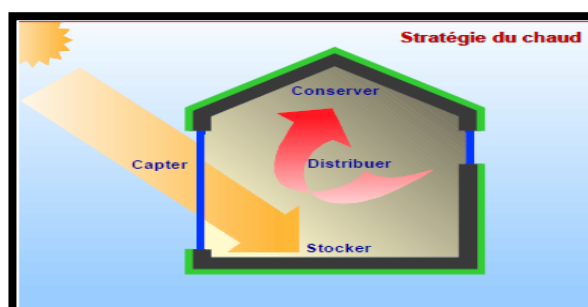 Stratégie du chaud
Conserver
Capter
Distribuer
Stocker